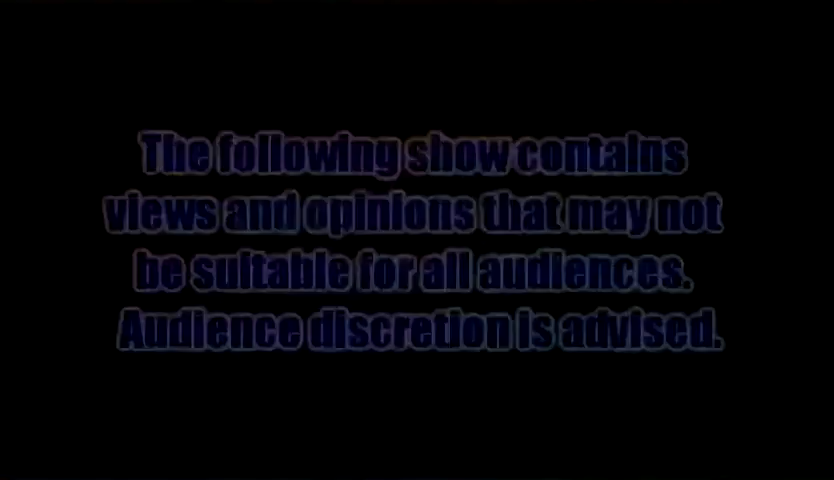 The following show contains
views and opinions that may not
be suitable for all audiences.
Audience discretion is advised.